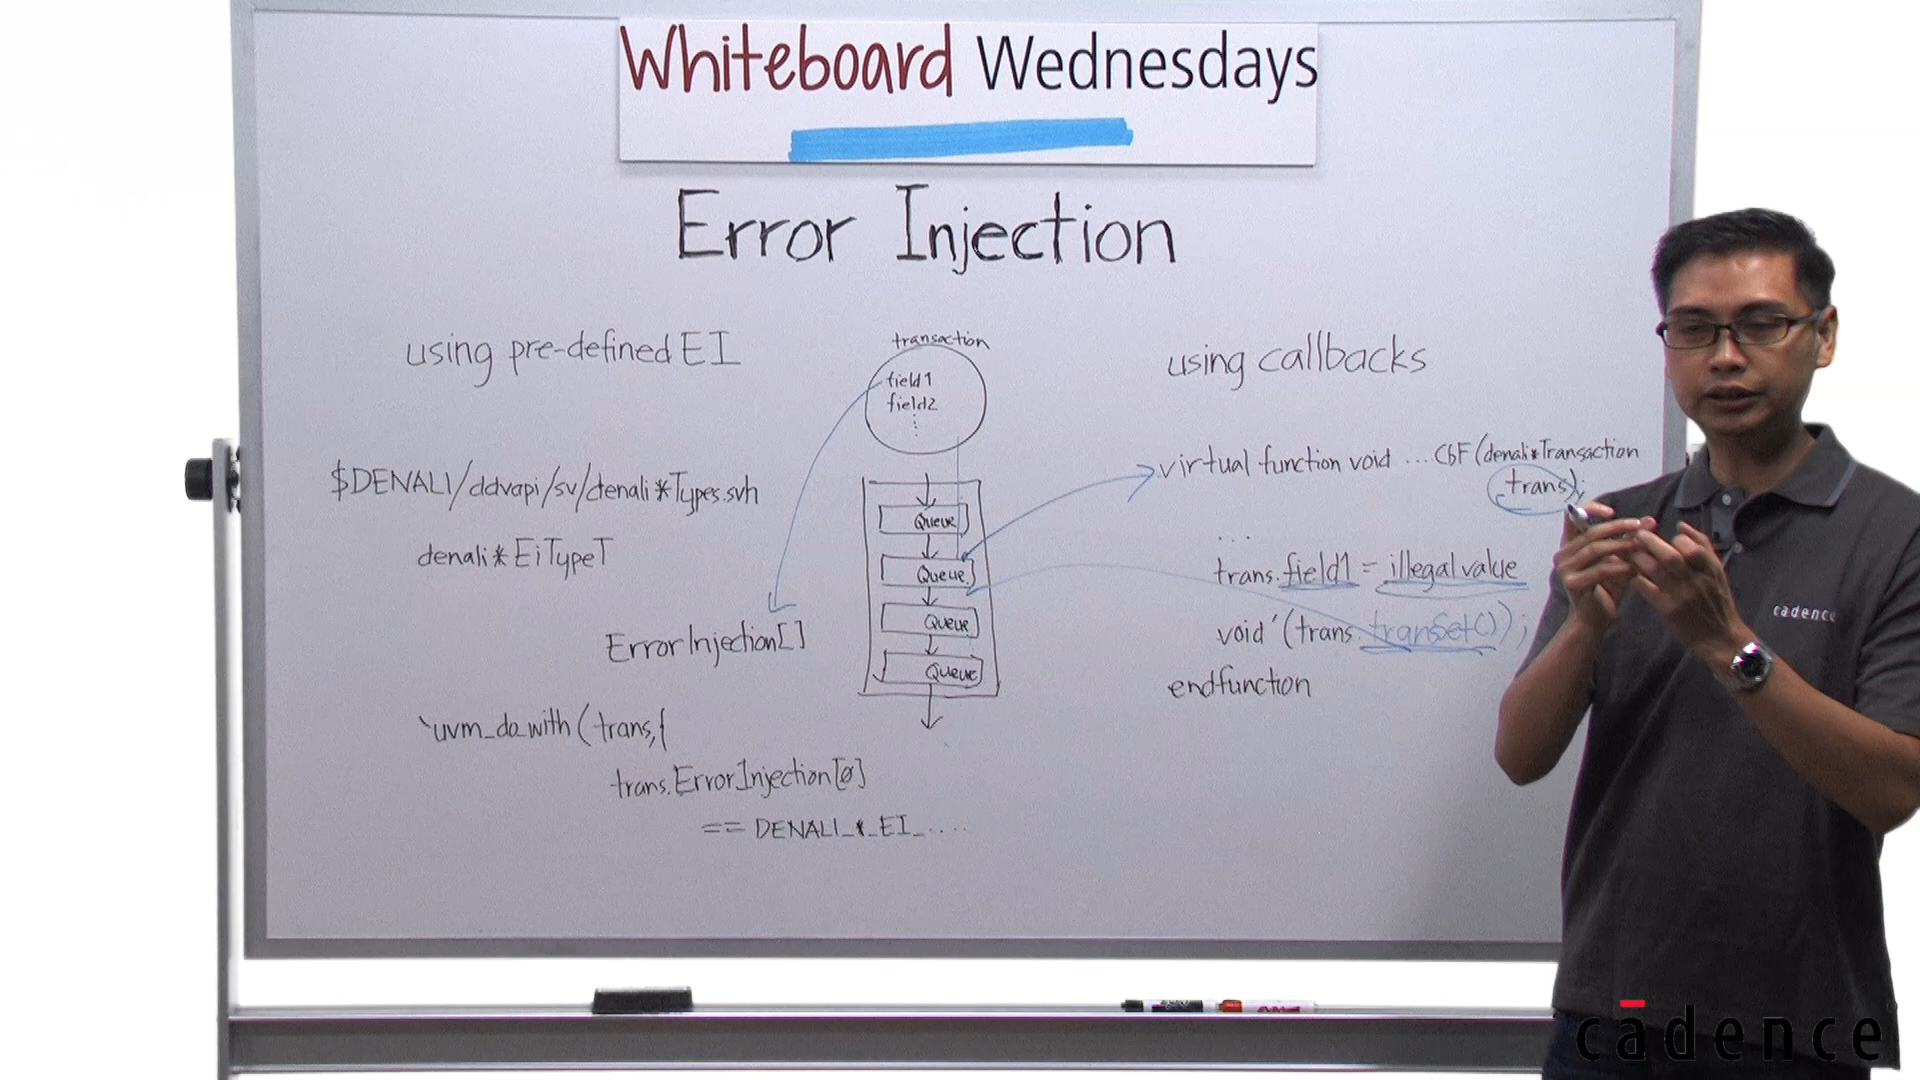 Whiteboard Wednesdays
Error Injection
using pre-defined EI
$DENALI/ddvapi/sv/denali*Types.svh
denali*EiTypeT
ErrorInjection[]
`uvm_do_with (trans,{
trans.ErrorInjection[0]
== DENALI_*_EI_....
transaction
field1
field2
Queue
Queue
Queue
Queue
using callbacks
virtual function void ...CbF(denali*Transaction
trans);
...
trans.field1 = illegal value
void'(trans.transSet());
endfunction
cadence
cadence